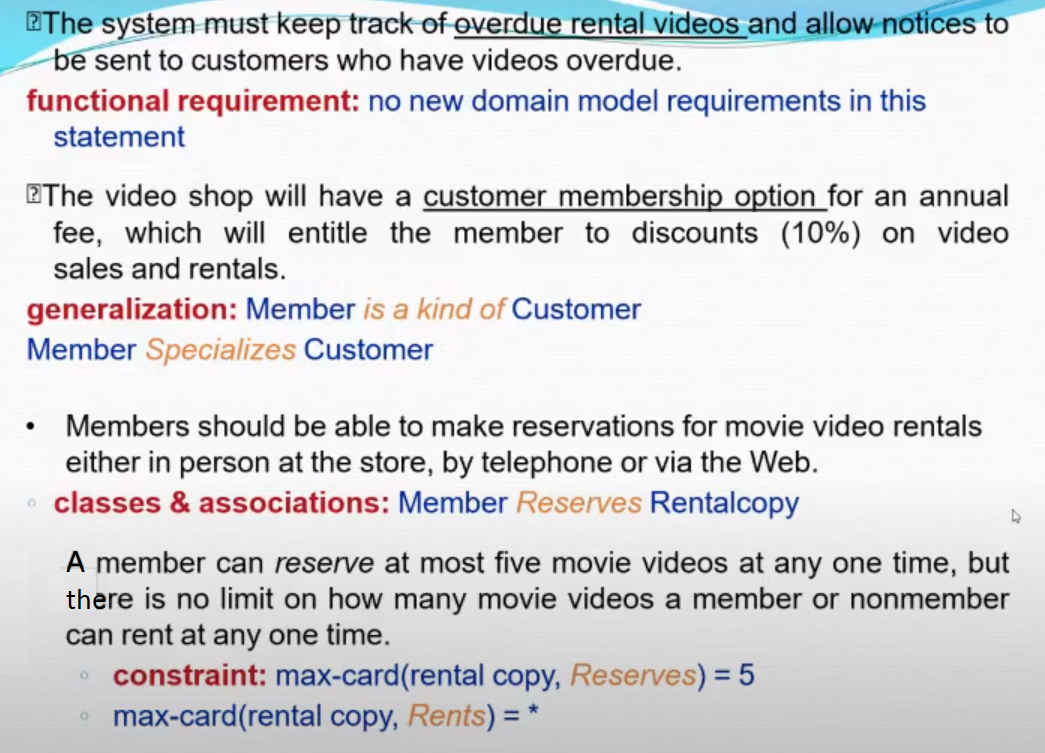 ⍰The system must keep track of overdue rental videos and allow notices to
be sent to customers who have videos overdue.
functional requirement: no new domain model requirements in this
statement
⍰The video shop will have a customer membership option for an annual
fee, which will entitle the member to discounts (10%) on video
sales and rentals.
generalization: Member is a kind of Customer
Member Specializes Customer
• Members should be able to make reservations for movie video rentals
either in person at the store, by telephone or via the Web.
◦ classes & associations: Member Reserves Rentalcopy
A member can reserve at most five movie videos at any one time, but
there is no limit on how many movie videos a member or nonmember
can rent at any one time.
◦ constraint: max-card(rental copy, Reserves) = 5
◦ max-card(rental copy, Rents) = *